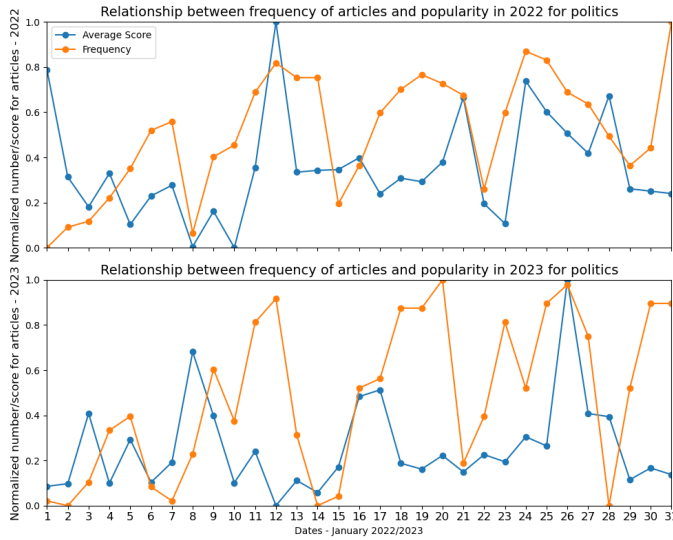 Relationship between frequency of articles and popularity in 2022 for politics
Normalized number/score for articles - 2022
1.0
0.8
0.6
0.4
0.2
0.0
Average Score
Frequency
1 2 3 4 5 6 7 8 9 10 11 12 13 14 15 16 17 18 19 20 21 22 23 24 25 26 27 28 29 30 31
Relationship between frequency of articles and popularity in 2023 for politics
Normalized number/score for articles - 2023
1.0
0.8
0.6
0.4
0.2
0.0
1 2 3 4 5 6 7 8 9 10 11 12 13 14 15 16 17 18 19 20 21 22 23 24 25 26 27 28 29 30 31
Dates - January 2022/2023